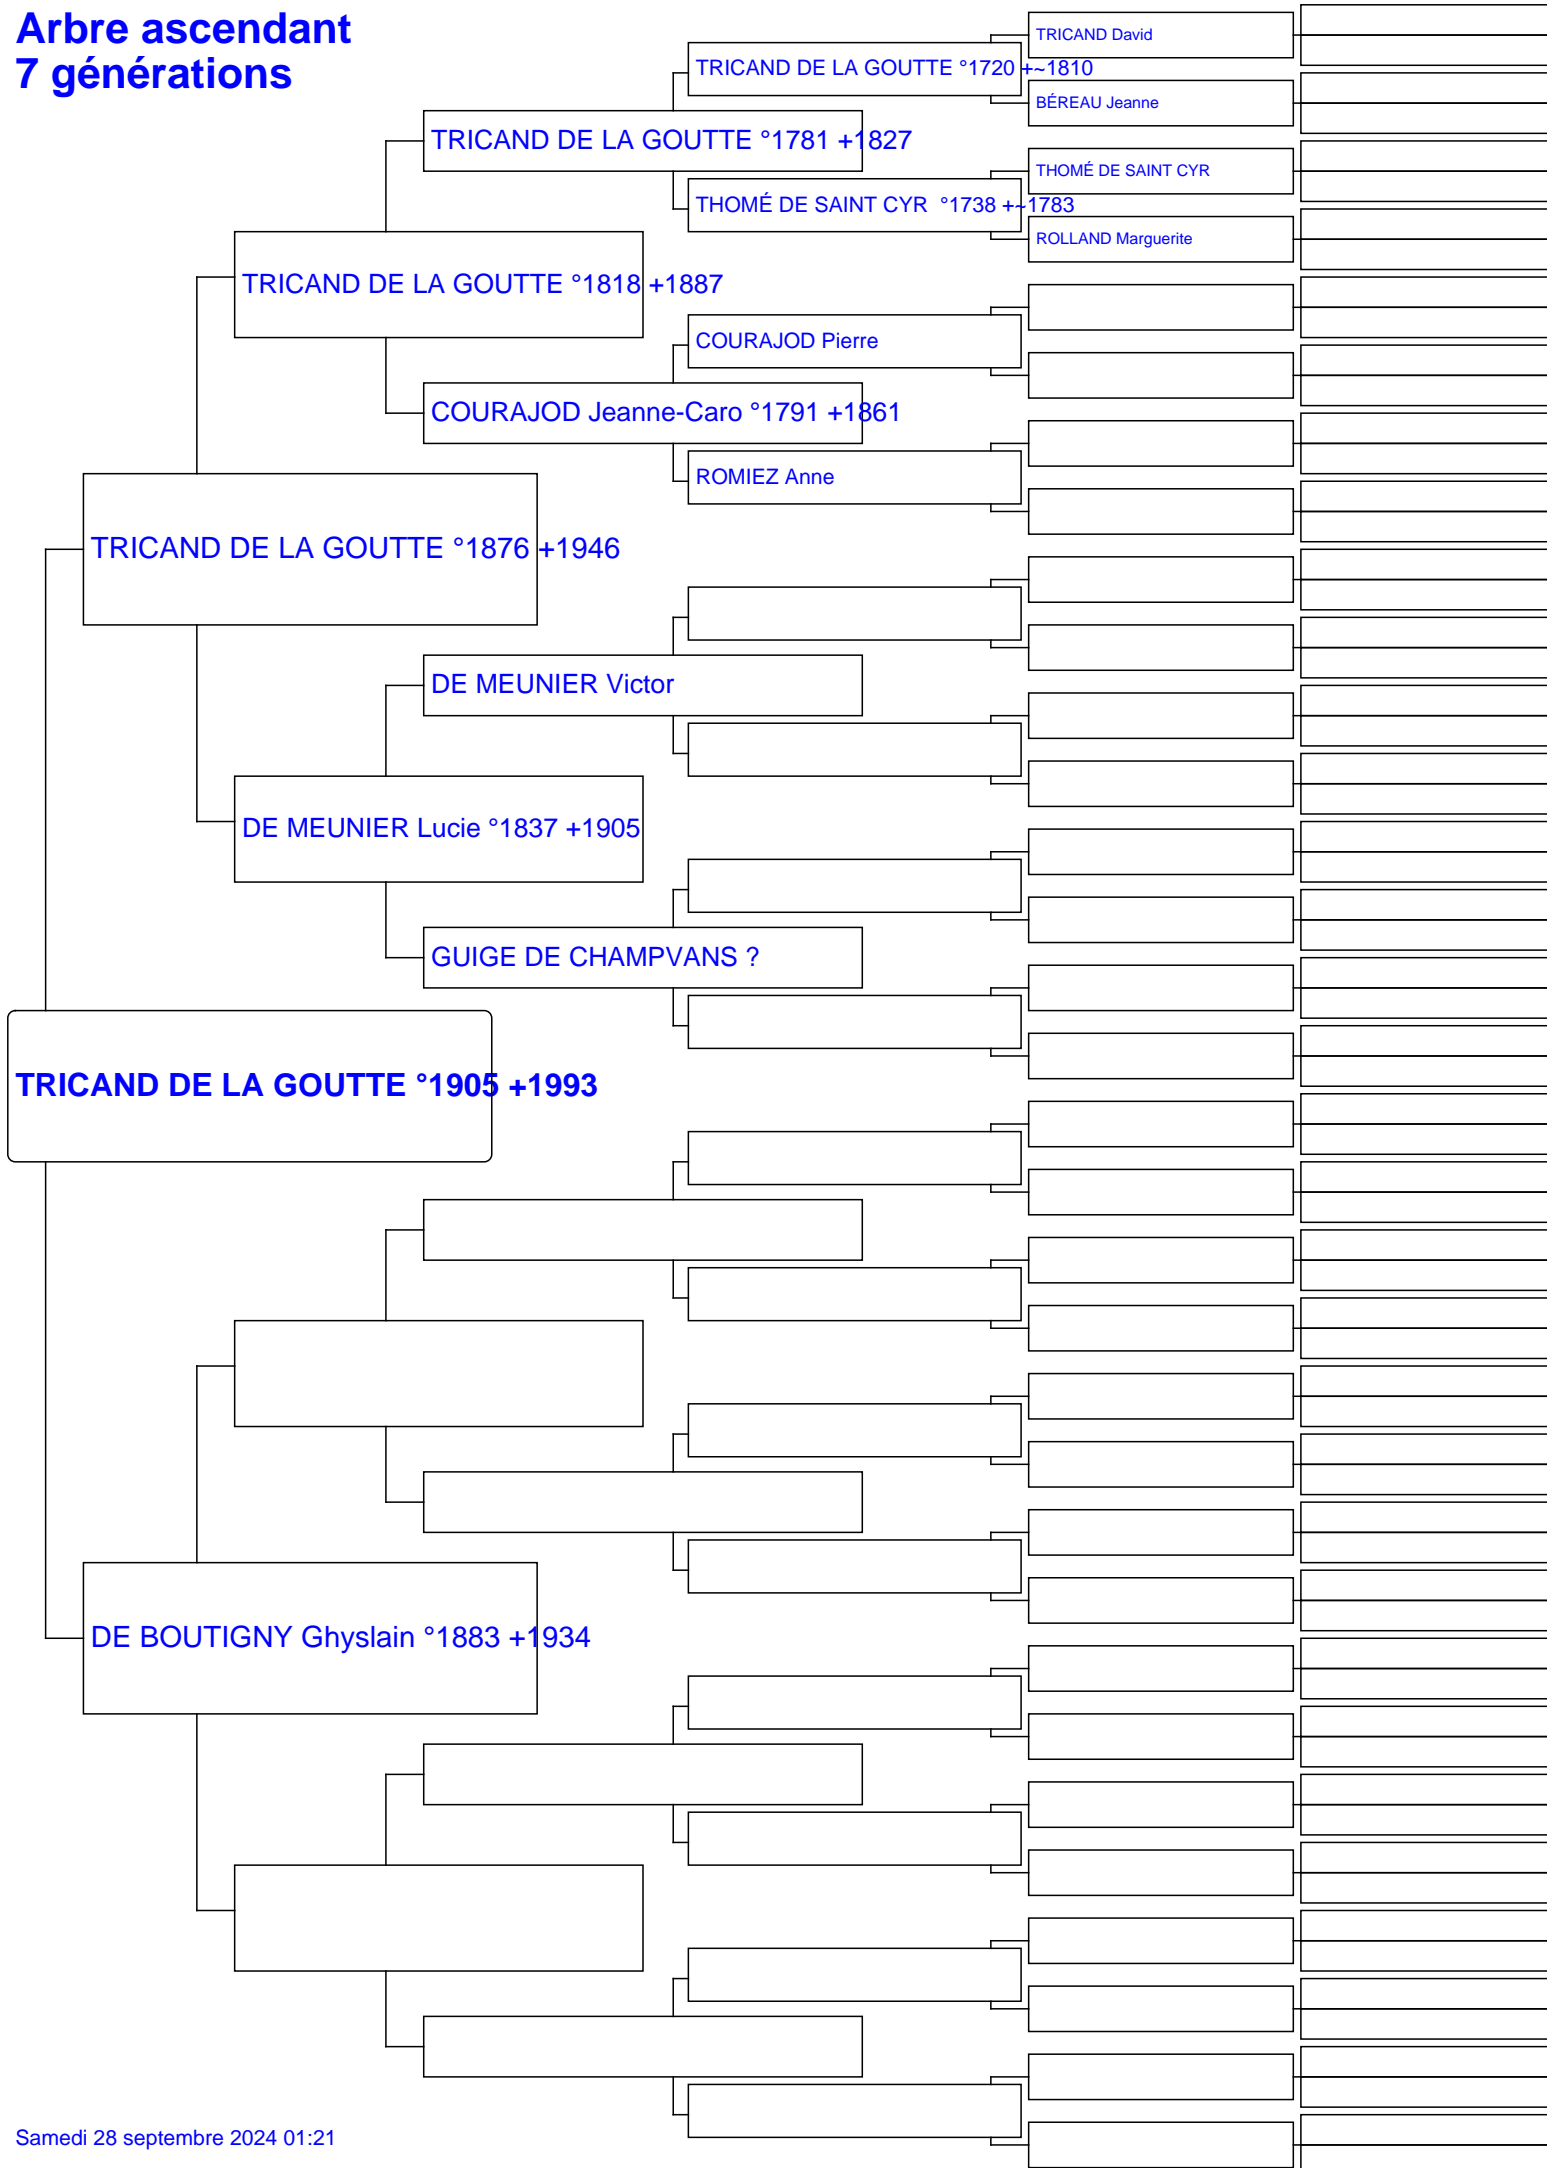 Arbre ascendant
7 générations
TRICAND David
TRICAND DE LA GOUTTE °1720 +~1810
BÉREAU Jeanne
TRICAND DE LA GOUTTE °1781 +1827
THOMÉ DE SAINT CYR
THOMÉ DE SAINT CYR  °1738 +~1783
ROLLAND Marguerite
TRICAND DE LA GOUTTE °1818 +1887
COURAJOD Pierre
COURAJOD Jeanne-Caro °1791 +1861
ROMIEZ Anne
TRICAND DE LA GOUTTE °1876 +1946
DE MEUNIER Victor
DE MEUNIER Lucie °1837 +1905
GUIGE DE CHAMPVANS ?
TRICAND DE LA GOUTTE °1905 +1993
DE BOUTIGNY Ghyslain °1883 +1934
Samedi 28 septembre 2024 01:21